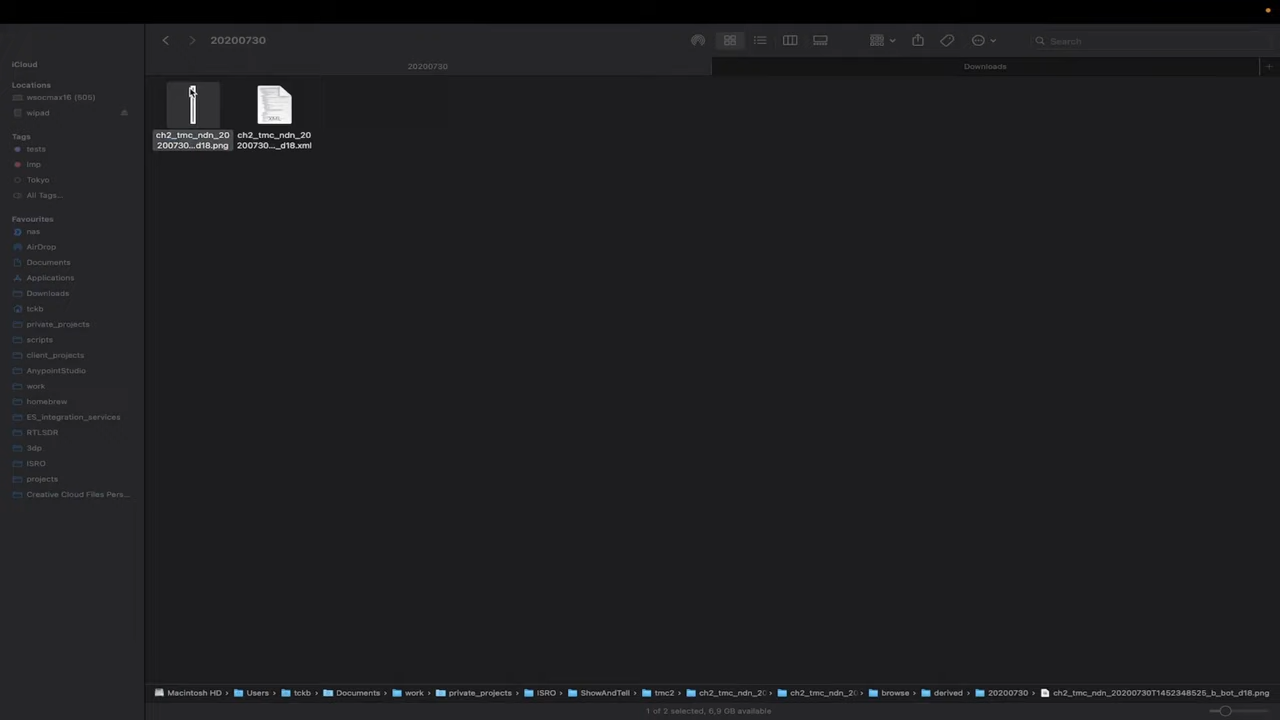 20200730
Search
20200730
Downloads
iCloud
Locations
wsocmax16 (505)
wipad
Tags
tests
Imp
Tokyo
All Tags...
Favourites
nas
AirDrop
Documents
Applications
Downloads
tckb
private_projects
scripts
client_projects
AnypointStudio
work
homebrew
ES_integration_services
RTLSDR
3dp
ISRO
projects
Creative Cloud Files Pers...
ch2_tmc_ndn_20
200730...d18.png
ch2_tmc_ndn_20
200730..._d18.xml
Macintosh HD › Users › tckb › Documents › work › private_projects › ISRO › ShowAndTell › tmc2 › ch2_tmc_ndn_20 › ch2_tmc_ndn_20 › browse › derived › 20200730 › ch2_tmc_ndn_20200730T1452348525_b_bot_d18.png
1 of 2 selected, 6,9 GB available